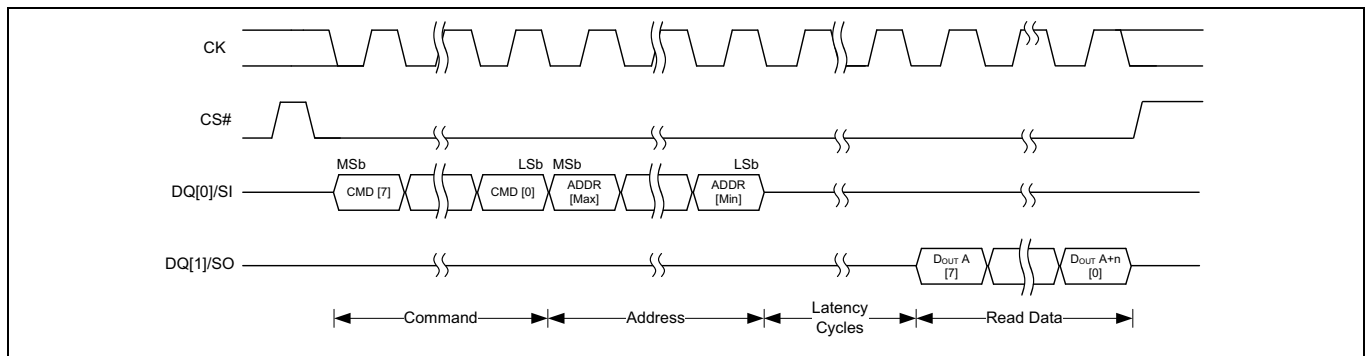 CK
CS#
MSb LSb MSb LSb
DQ[0]/SI CMD [7] CMD [0] ADDR [Max] ADDR [Min]
DQ[1]/SO DOUT A [7] DOUT A+n [0]
Command Address Latency Cycles Read Data